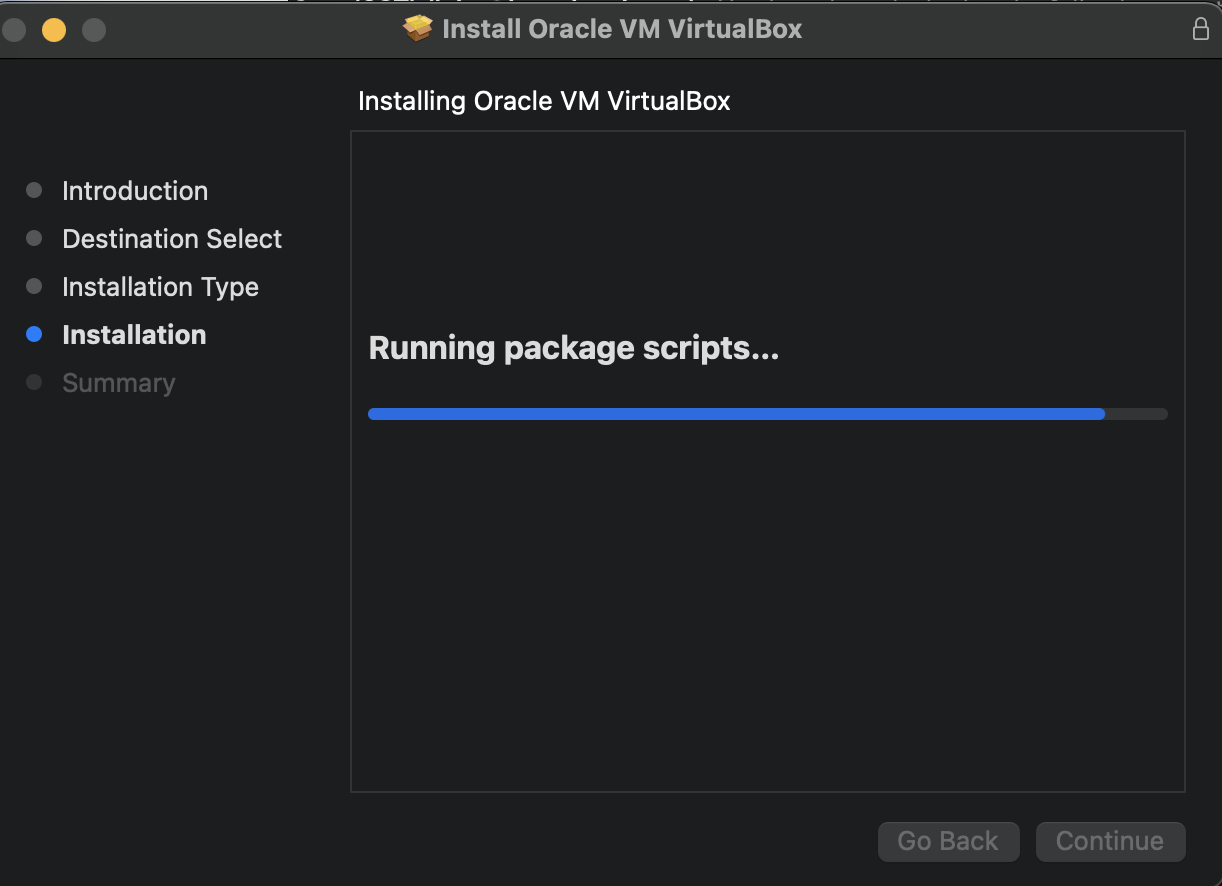 Install Oracle VM VirtualBox
Installing Oracle VM VirtualBox
Introduction
Destination Select
Installation Type
Installation
Summary
Running package scripts...
Go Back
Continue